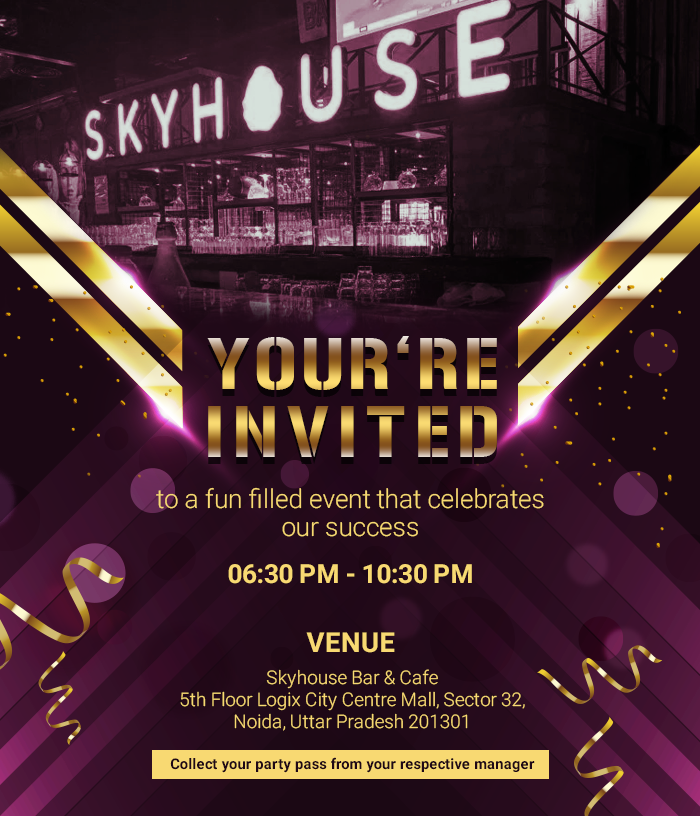 SKYHOUSE
YOUR‘RE
INVITED
to a fun filled event that celebrates
our success
06:30 PM - 10:30 PM
VENUE
Skyhouse Bar & Cafe
5th Floor Logix City Centre Mall, Sector 32,
Noida, Uttar Pradesh 201301
Collect your party pass from your respective manager